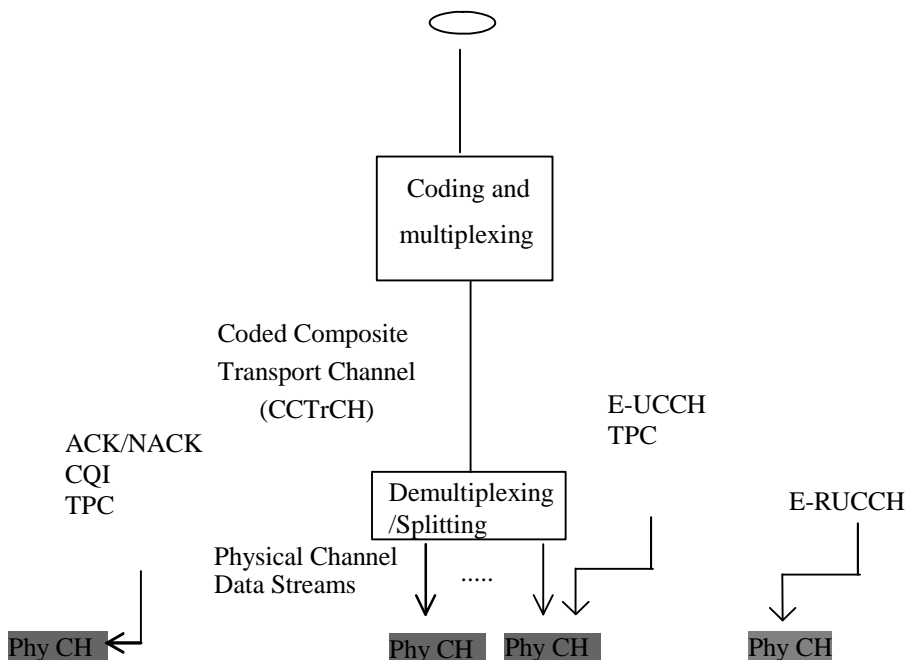 Coding and
multiplexing
Coded Composite
Transport Channel
(CCTrCH)
E-UCCH
TPC
ACK/NACK
CQI
TPC
Demultiplexing
/Splitting
E-RUCCH
Physical Channel
Data Streams
.....
Phy CH
Phy CH
Phy CH
Phy CH